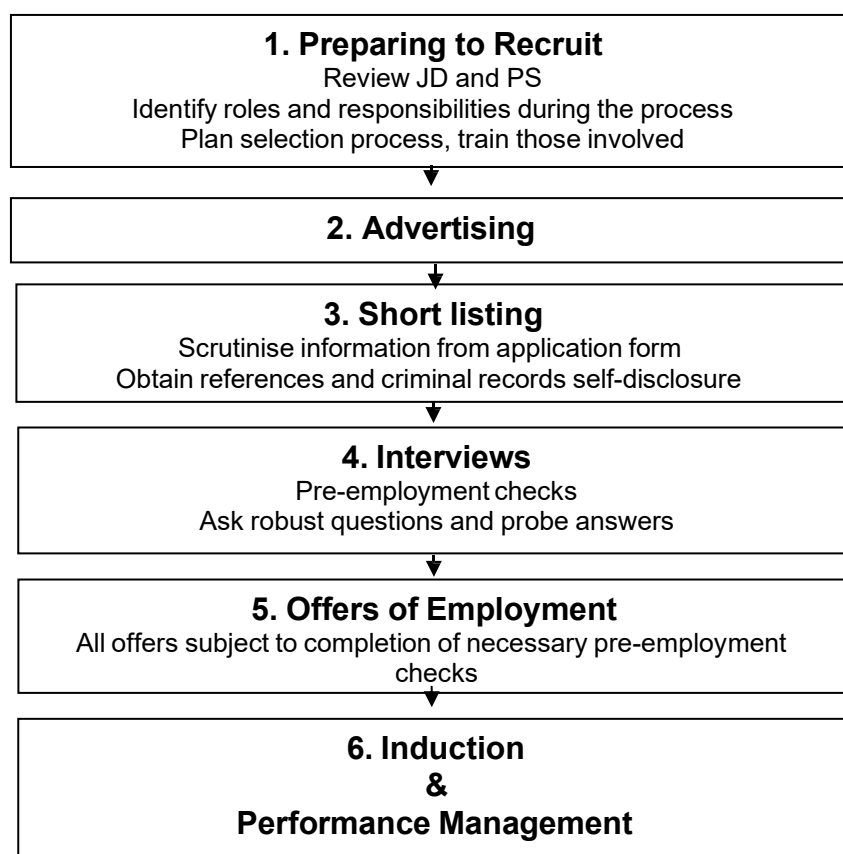 1. Preparing to Recruit
Review JD and PS
Identify roles and responsibilities during the process
Plan selection process, train those involved
2. Advertising
3. Short listing
Scrutinise information from application form
Obtain references and criminal records self-disclosure
4. Interviews
Pre-employment checks
Ask robust questions and probe answers
5. Offers of Employment
All offers subject to completion of necessary pre-employment
checks
6. Induction
&
Performance Management